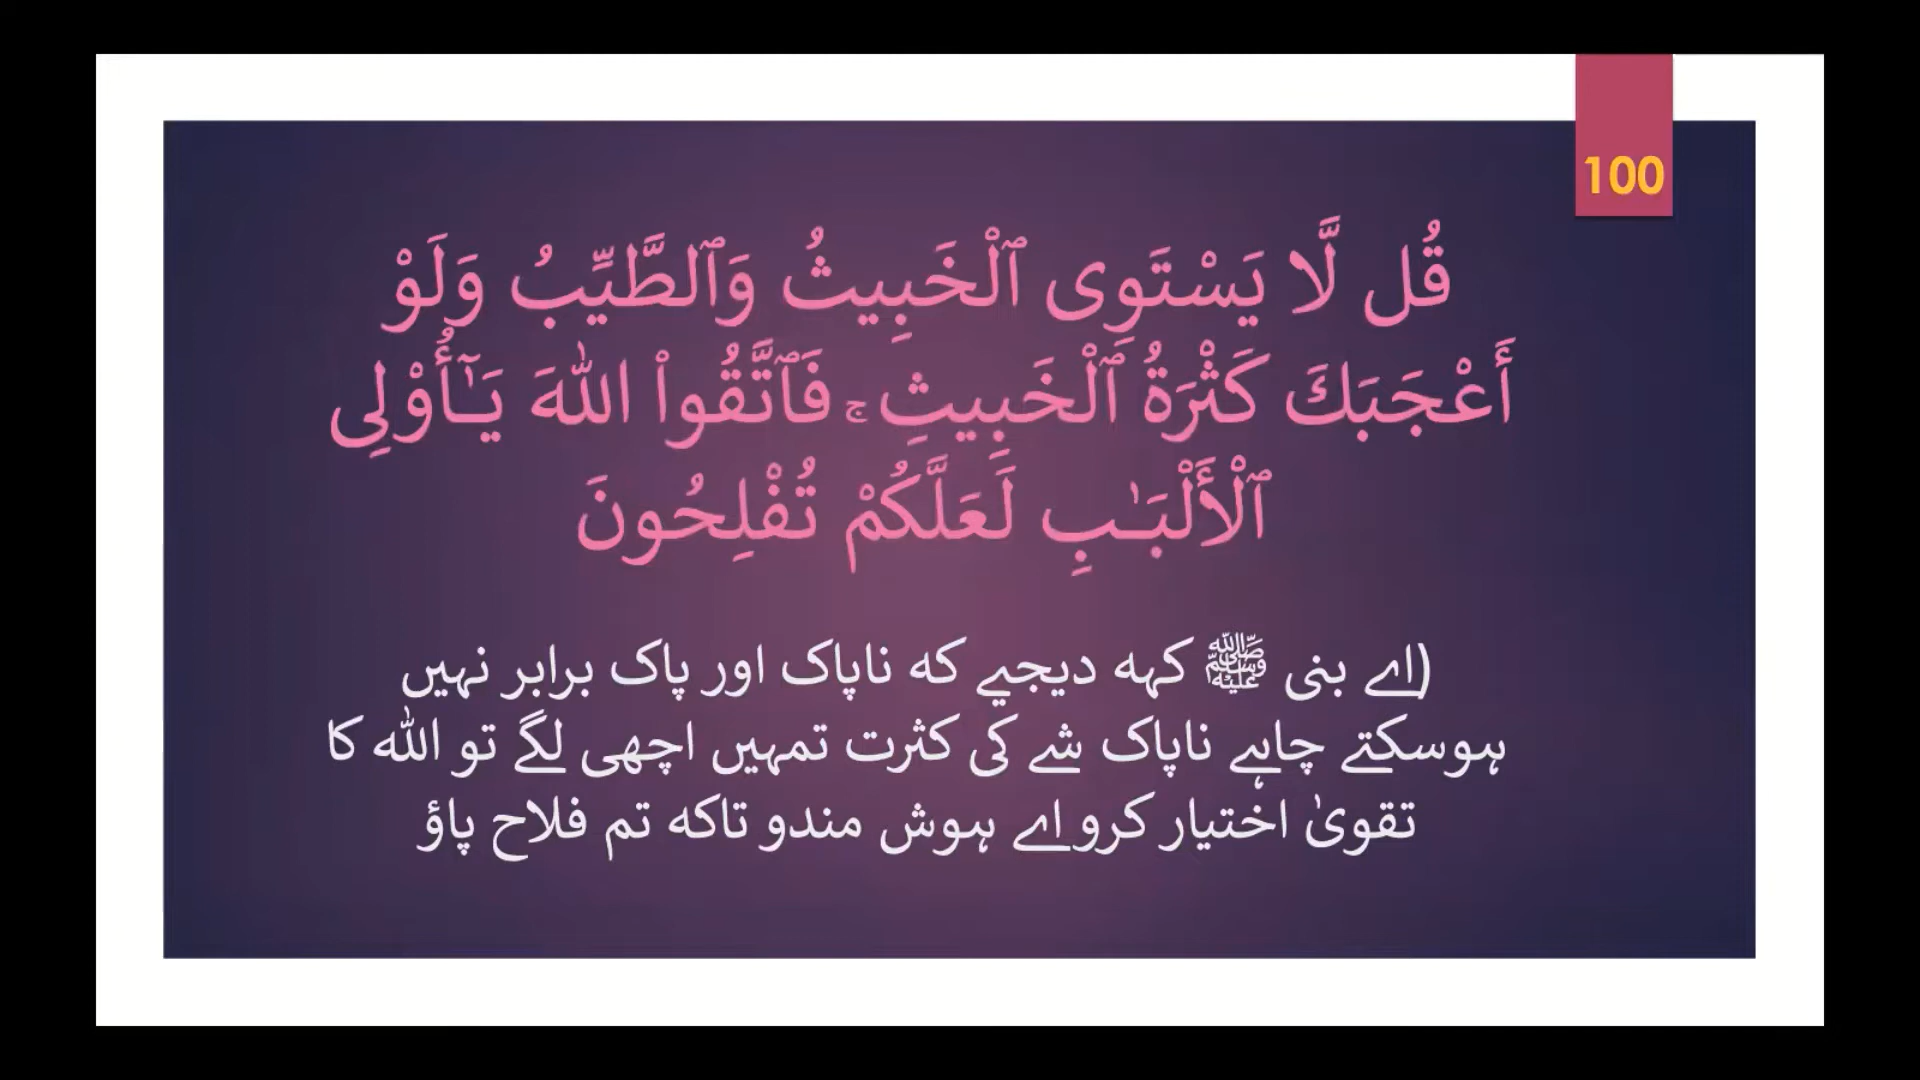 100
قُل لَّا يَسْتَوِى ٱلْخَبِيثُ وَٱلطَّيِّبُ وَلَوْ
أَعْجَبَكَ كَثْرَةُ ٱلْخَبِيثِ ۚ فَٱتَّقُوا۟ اللهَ يَـٰٓأُو۟لِى
ٱلْأَلْبَـٰبِ لَعَلَّكُمْ تُفْلِحُونَ
(اے بنی ﷺ کہہ دیجیے کہ ناپاک اور پاک برابر نہیں
ہوسکتے چاہے ناپاک شے کی کثرت تمہیں اچھی لگے تو اللہ کا
تقویٰ اختیار کرو اے ہوش مندو تاکہ تم فلاح پاؤ